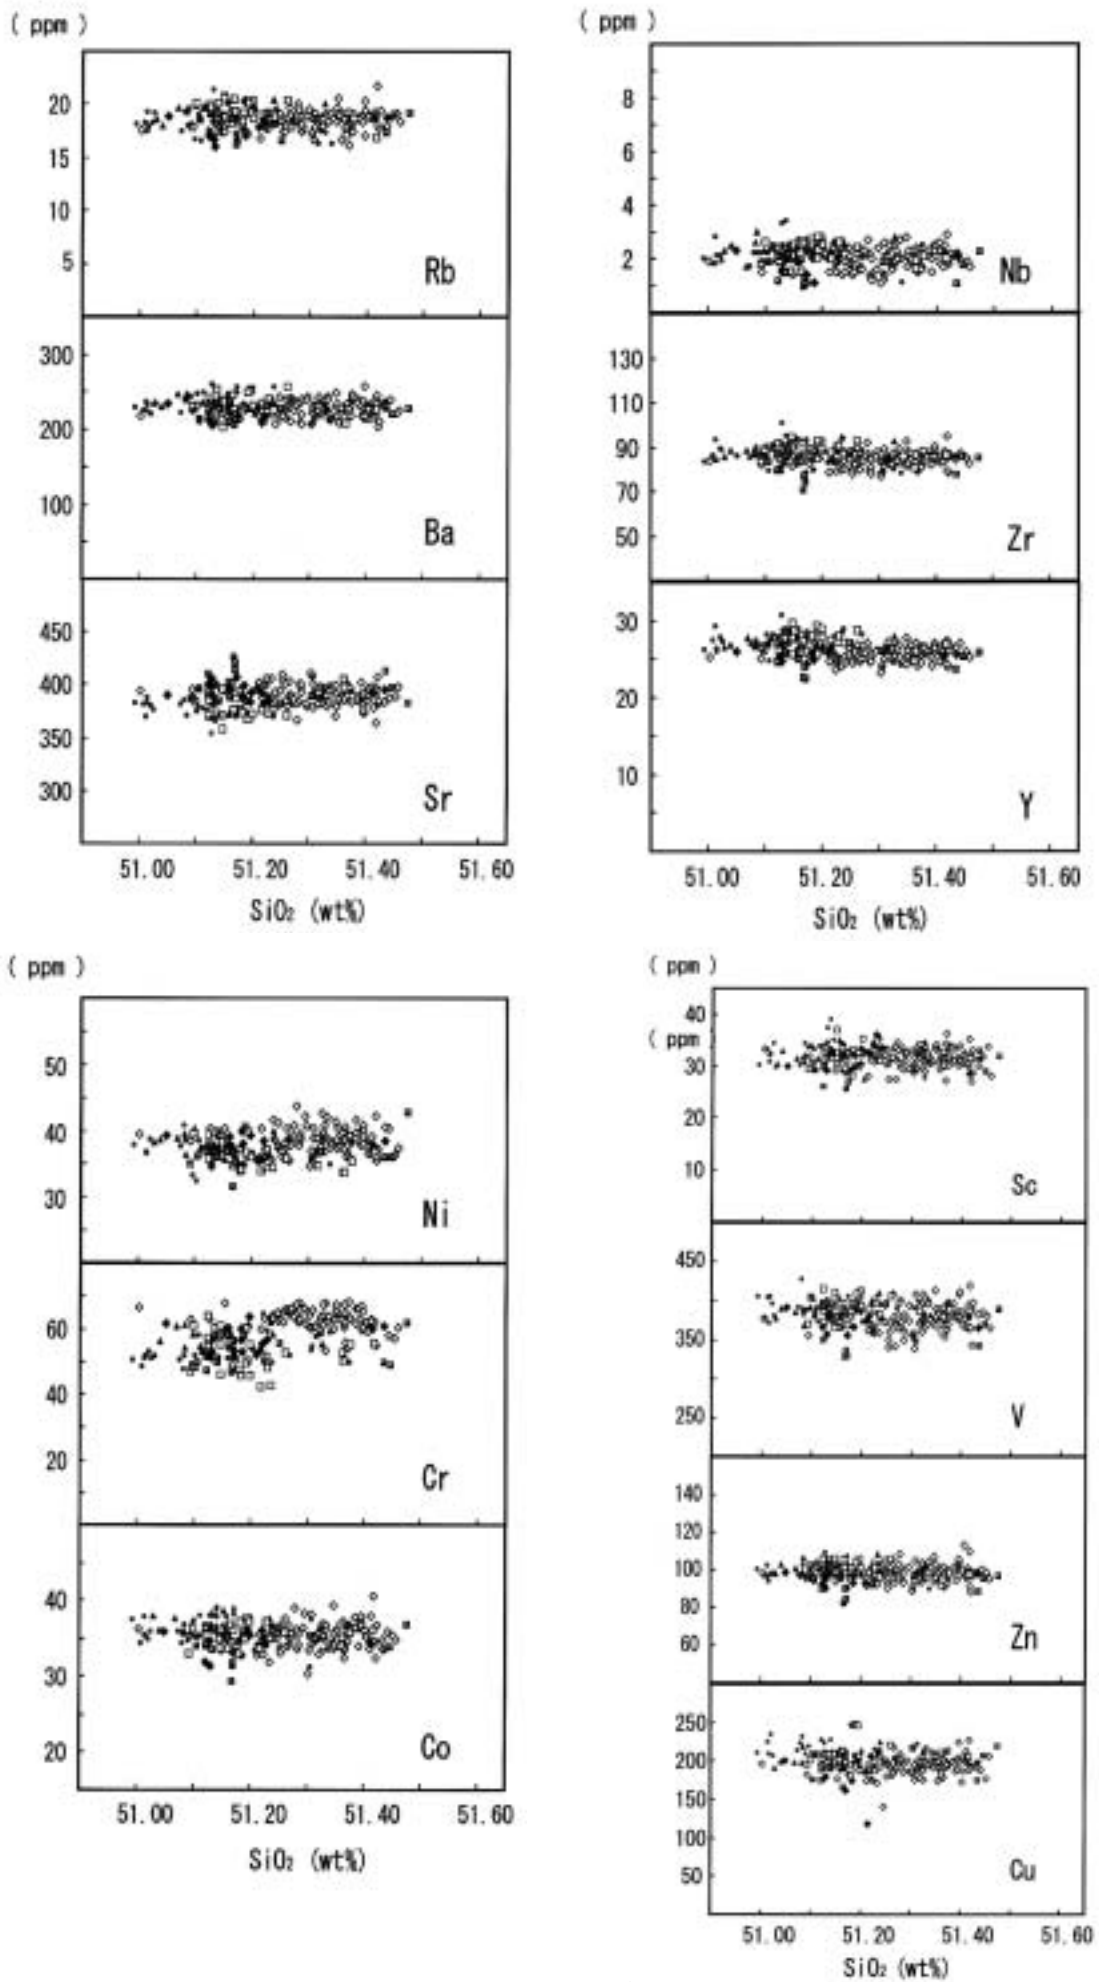 ( ppm )
20
15
10
5
Rb
300
200
100
Ba
450
400
350
300
Sr
51.00 51.20 51.40 51.60
SiO₂ (wt%)
( ppm )
8
6
4
2
Nb
130
110
90
70
50
Zr
30
20
10
Y
51.00 51.20 51.40 51.60
SiO₂ (wt%)
( ppm )
50
40
30
Ni
60
40
20
Cr
40
30
20
Co
51.00 51.20 51.40 51.60
SiO₂ (wt%)
( ppm )
40
( ppm
30
20
10
Sc
450
350
250
V
140
120
100
80
60
Zn
250
200
150
100
50
Cu
51.00 51.20 51.40 51.60
SiO₂ (wt%)